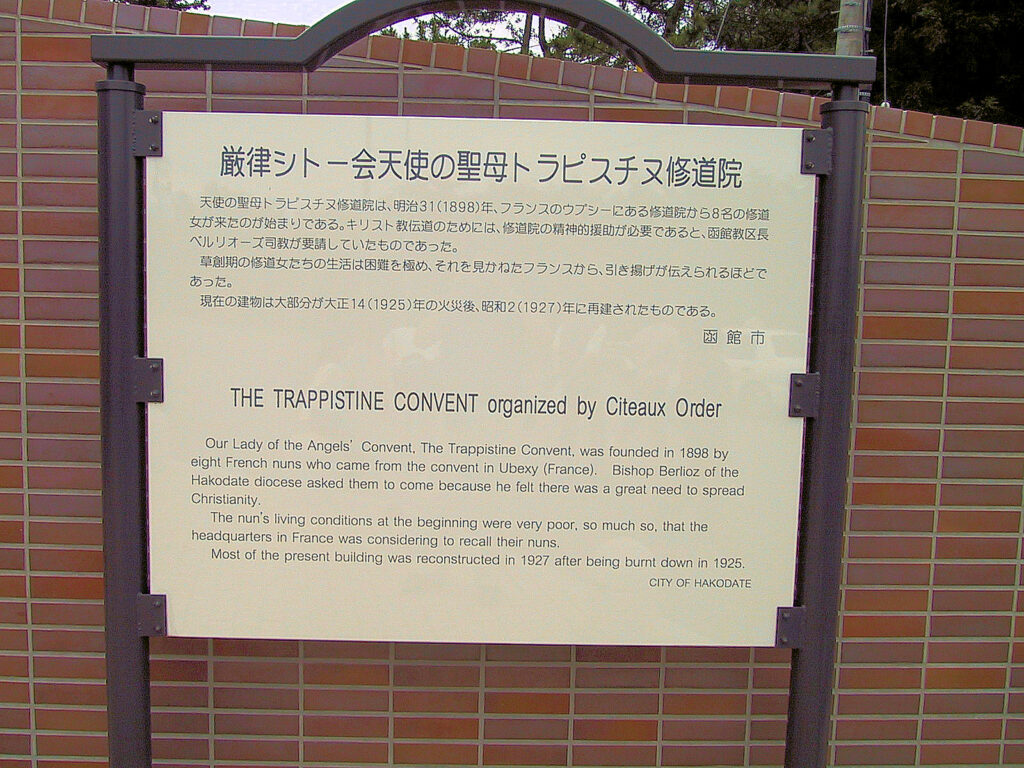 厳律シトー会天使の聖母トラピスチヌ修道院
天使の聖母トラピスチヌ修道院は、明治31(1898)年、フランスのウプシーにある修道院から8名の修道
女が来たのが始まりである。キリスト教伝道のためには、修道院の精神的援助が必要であると、函館教区長
ベルリオーズ司教が要請していたものであった。
草創期の修道女たちの生活は困難を極め、それを見かねたフランスから、引き揚げが伝えられるほどで
あった。
現在の建物は大部分が大正14(1925)年の火災後、昭和2(1927)年に再建されたものである。
函館市
THE TRAPPISTINE CONVENT organized by Citeaux Order
Our Lady of the Angels' Convent, The Trappistine Convent, was founded in 1898 by
eight French nuns who came from the convent in Ubexy (France). Bishop Berlioz of the
Hakodate diocese asked them to come because he felt there was a great need to spread
Christianity.
The nun's living conditions at the beginning were very poor, so much so, that the
headquarters in France was considering to recall their nuns.
Most of the present building was reconstructed in 1927 after being burnt down in 1925.
CITY OF HAKODATE